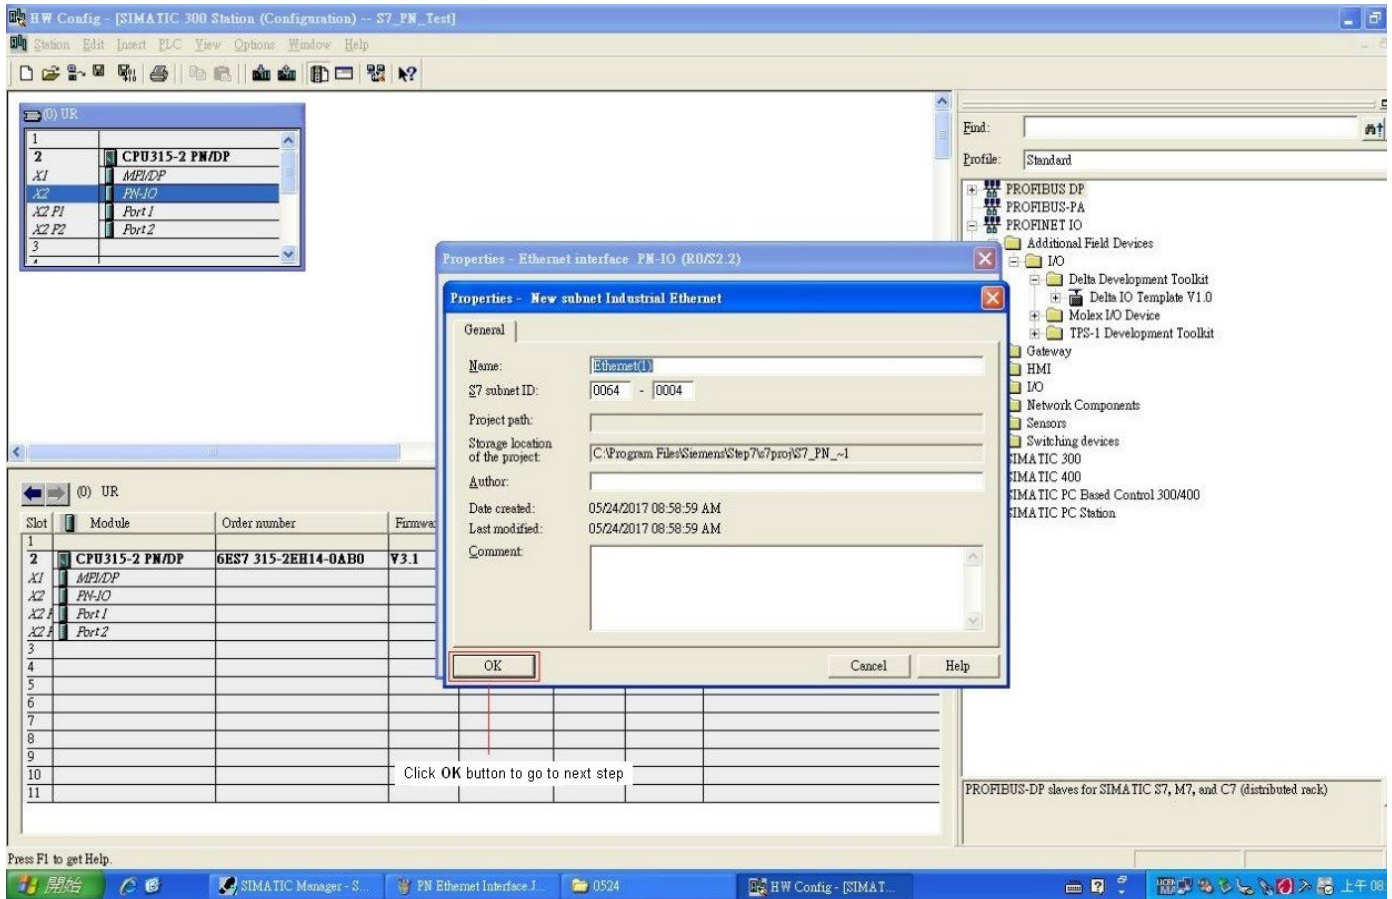 HW Config - [SIMATIC 300 Station (Configuration) -- S7_PN_Test]
Station Edit Insert PLC View Options Window Help
(0) UR
1
2 CPU315-2 PN/DP
X1 MPI/DP
X2 PN-IO
X2 P1 Port 1
X2 P2 Port 2
3
Find:
Profile: Standard
PROFIBUS DP
PROFIBUS-PA
PROFINET IO
Additional Field Devices
I/O
Delta Development Toolkit
Delta IO Template V1.0
Molex I/O Device
TPS-1 Development Toolkit
Gateway
HMI
I/O
Network Components
Sensors
Switching devices
SIMATIC 300
SIMATIC 400
SIMATIC PC Based Control 300/400
SIMATIC PC Station
Properties - Ethernet interface PN-IO (R0/S2.2)
Properties - New subnet Industrial Ethernet
General
Name: Ethernet(1)
S7 subnet ID: 0064 - 0004
Project path:
Storage location
of the project: C:\Program Files\Siemens\Step7\s7proj\S7_PN_~1
Author:
Date created: 05/24/2017 08:58:59 AM
Last modified: 05/24/2017 08:58:59 AM
Comment:
OK Cancel Help
(0) UR
Slot Module Order number Firmwa
1
2 CPU315-2 PN/DP 6ES7 315-2EH14-0AB0 V3.1
X1 MPI/DP
X2 PN-IO
X2 P Port 1
X2 P Port 2
3
4
5
6
7
8
9
10
11
Click OK button to go to next step
PROFIBUS-DP slaves for SIMATIC S7, M7, and C7 (distributed rack)
Press F1 to get Help.
開始 SIMATIC Manager - S... PN Ethernet Interface J... 0524 HW Config - [SIMAT... 上午 08: